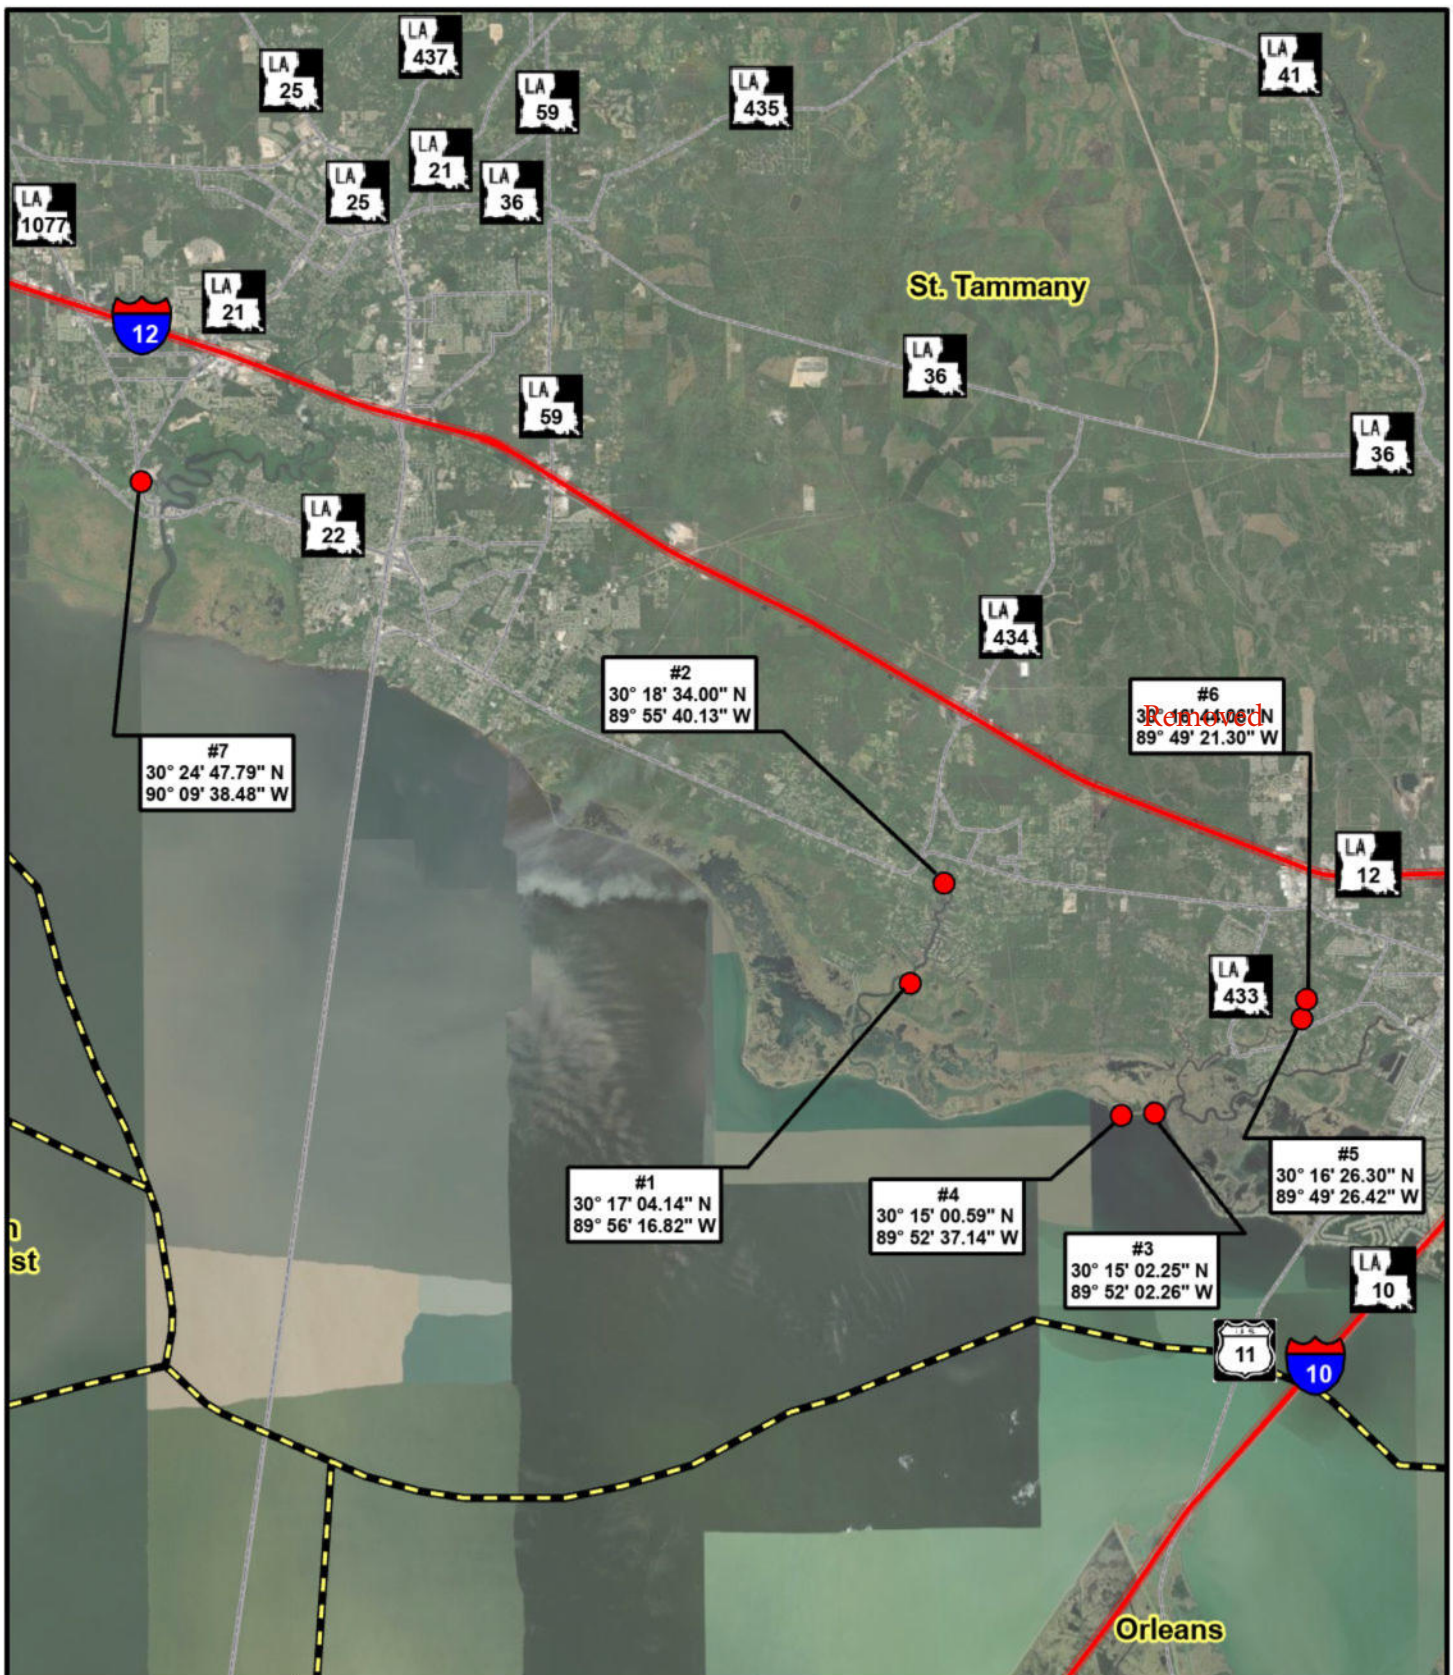 LA
437
LA
25
LA
59
LA
435
LA
41
LA
21
LA
25
LA
36
LA
1077
LA
21
12
St. Tammany
LA
36
LA
59
LA
36
LA
22
LA
434
#2
30° 18' 34.00" N
89° 55' 40.13" W
#6
30° 16' 44.06" N
Removed
89° 49' 21.30" W
#7
30° 24' 47.79" N
90° 09' 38.48" W
LA
12
LA
433
#1
30° 17' 04.14" N
89° 56' 16.82" W
#4
30° 15' 00.59" N
89° 52' 37.14" W
#5
30° 16' 26.30" N
89° 49' 26.42" W
#3
30° 15' 02.25" N
89° 52' 02.26" W
n
st
LA
10
U S
11
10
Orleans